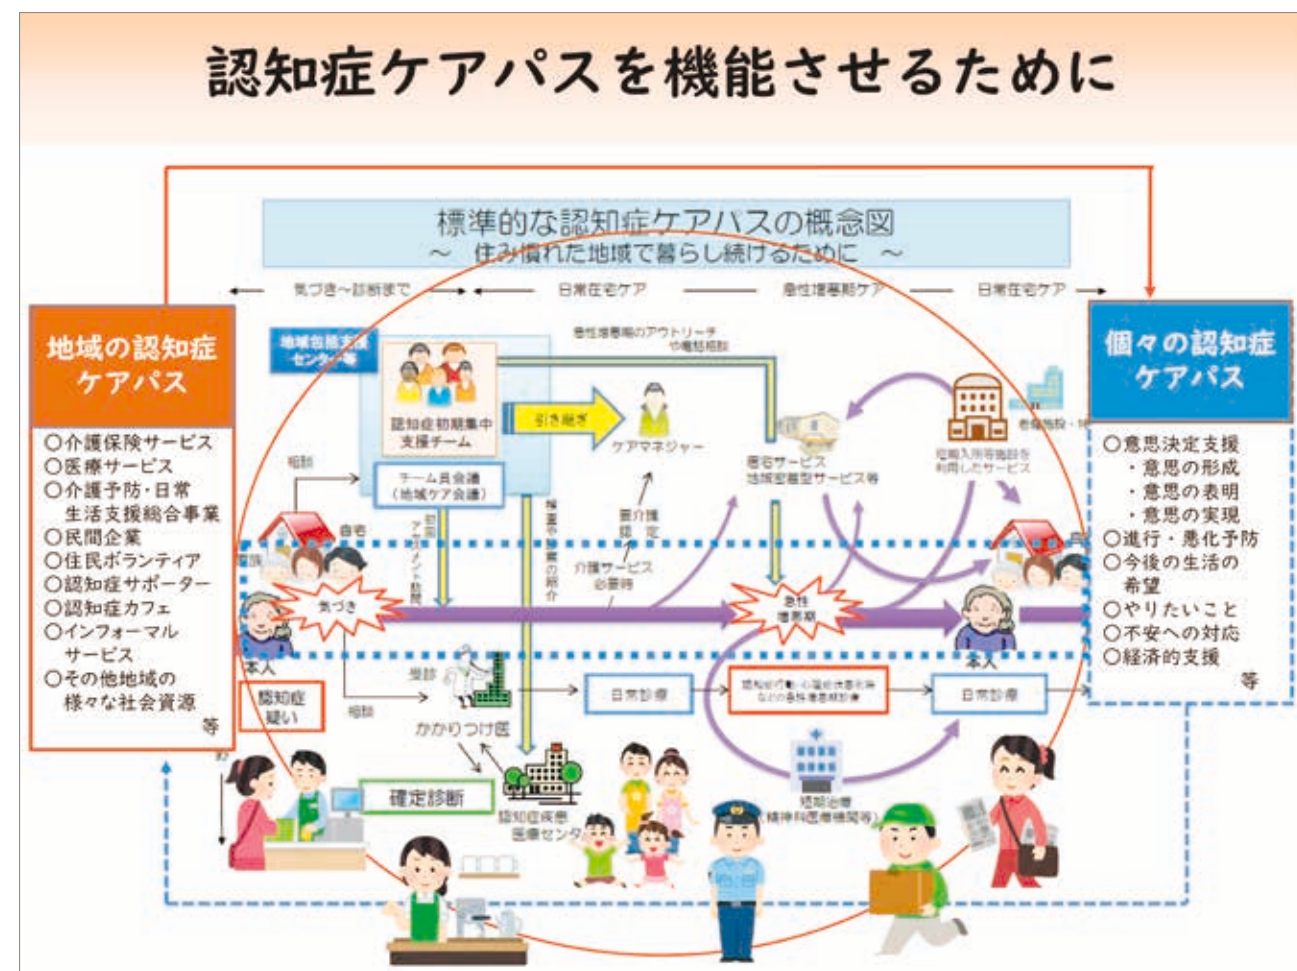 認知症ケアパスを機能させるために
標準的な認知症ケアパスの概念図
～ 住み慣れた地域で暮らし続けるために ～
気づき～診断まで
日常在宅ケア
急性増悪期ケア
日常在宅ケア
地域の認知症
ケアパス
○介護保険サービス
○医療サービス
○介護予防・日常
生活支援総合事業
○民間企業
○住民ボランティア
○認知症サポーター
○認知症カフェ
○インフォーマル
サービス
○その他地域の
様々な社会資源
等
地域包括支援
センター等
認知症初期集中
支援チーム
チーム員会議
(地域ケア会議)
急性増悪期のアウトリーチ
や電話相談
引き継ぎ
ケアマネジャー
居宅サービス
地域密着型サービス等
短期入所等施設を
利用したサービス
相談
自宅
家族
要介護
認定
介護サービス
必要時
気づき
急性
増悪期
本人
本人
認知症
疑い
相談
受診
かかりつけ医
日常診療
日常診療
確定診断
認知症疾患
医療センタ
短期治療
(精神科医療機関等)
個々の認知症
ケアパス
○意思決定支援
・意思の形成
・意思の表明
・意思の実現
○進行・悪化予防
○今後の生活の
希望
○やりたいこと
○不安への対応
○経済的支援
等